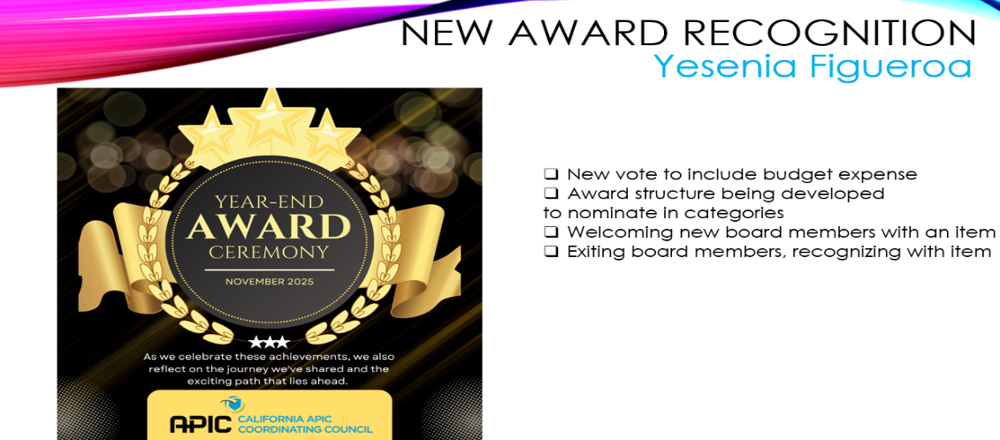 NEW AWARD RECOGNITION
Yesenia Figueroa
YEAR-END
AWARD
CEREMONY
NOVEMBER 2025
As we celebrate these achievements, we also
reflect on the journey we've shared and the
exciting path that lies ahead.
APIC CALIFORNIA APIC
COORDINATING COUNCIL
❑ New vote to include budget expense
❑ Award structure being developed
to nominate in categories
❑ Welcoming new board members with an item
❑ Exiting board members, recognizing with item